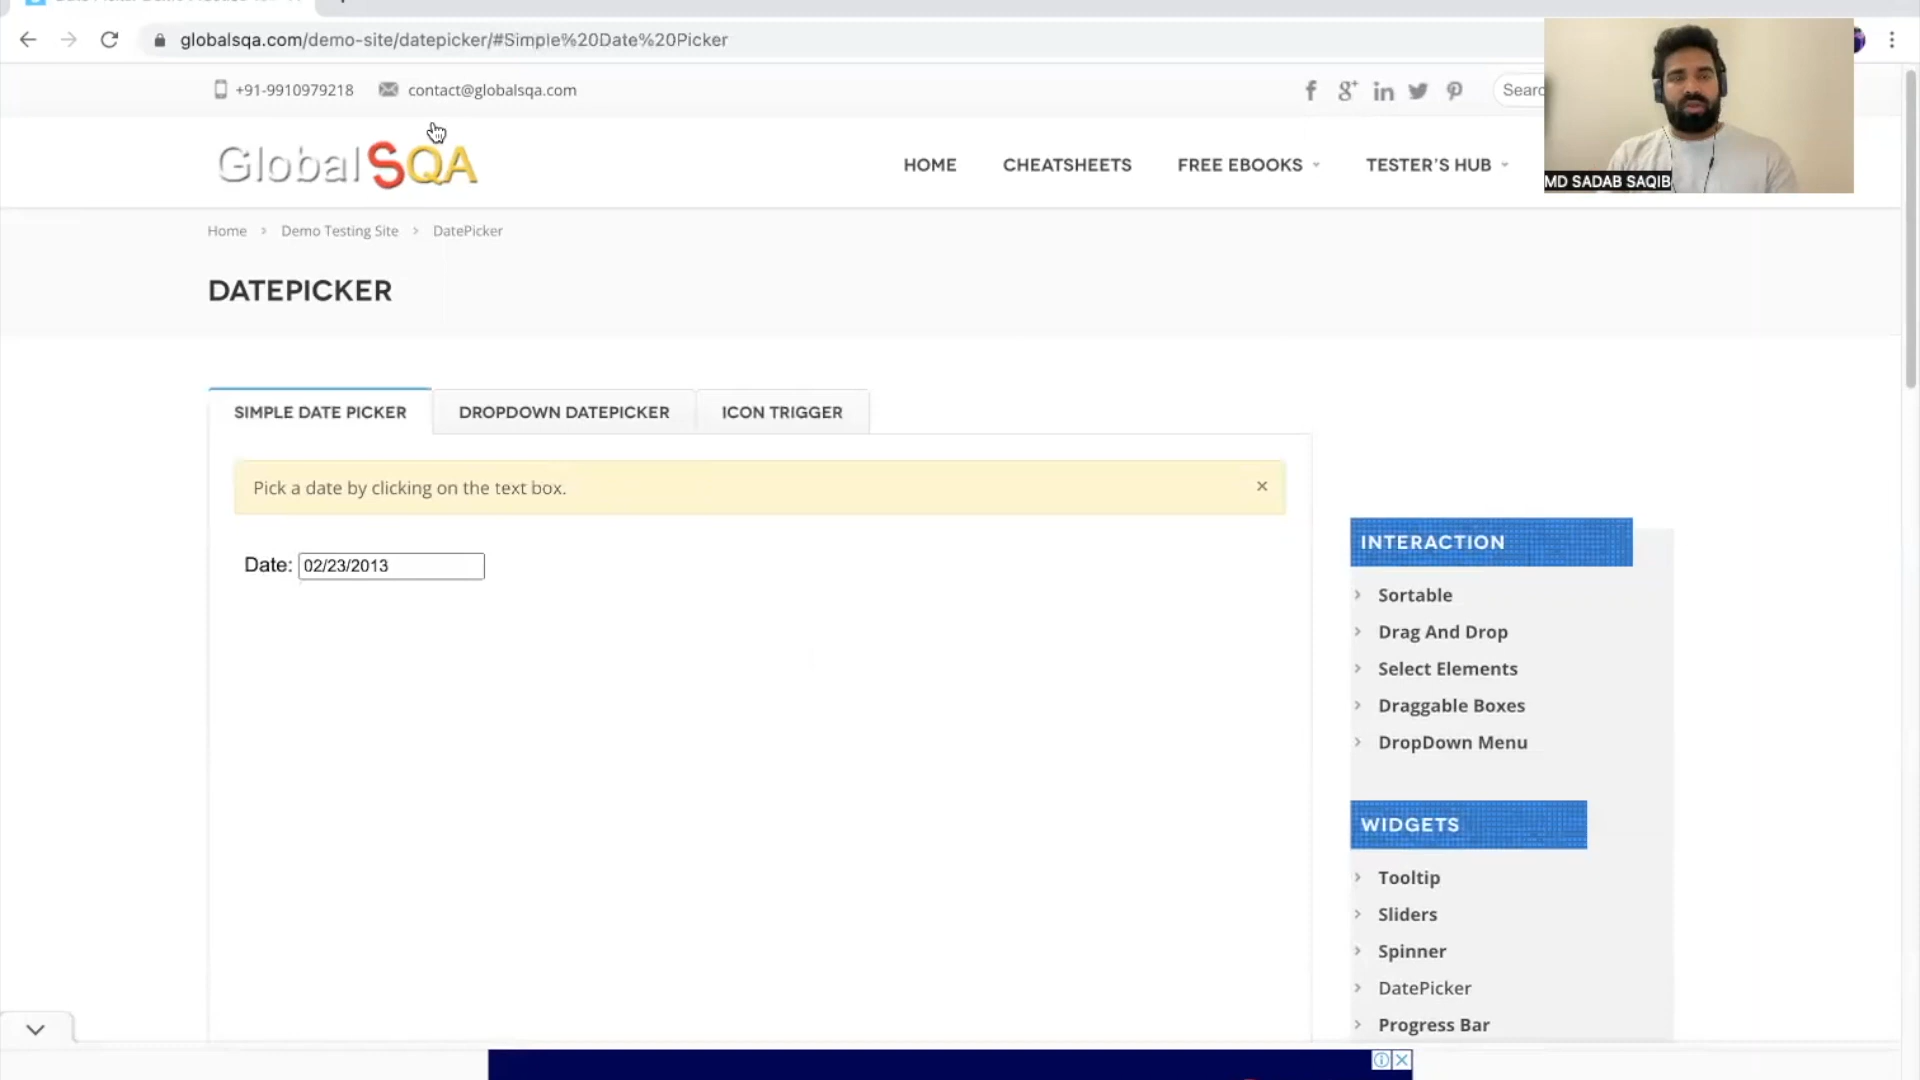 globalsqa.com/demo-site/datepicker/#Simple%20Date%20Picker
+91-9910979218 contact@globalsqa.com
Searc
GlobalSQA
HOME CHEATSHEETS FREE EBOOKS TESTER'S HUB
MD SADAB SAQIB
Home > Demo Testing Site > DatePicker
DATEPICKER
SIMPLE DATE PICKER DROPDOWN DATEPICKER ICON TRIGGER
Pick a date by clicking on the text box.
Date: 02/23/2013
INTERACTION
Sortable
Drag And Drop
Select Elements
Draggable Boxes
DropDown Menu
WIDGETS
Tooltip
Sliders
Spinner
DatePicker
Progress Bar